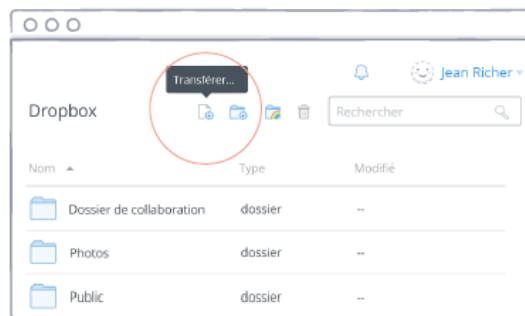 Transférer...
Jean Richer
Dropbox
Rechercher
Nom Type Modifié
Dossier de collaboration dossier --
Photos dossier --
Public dossier --